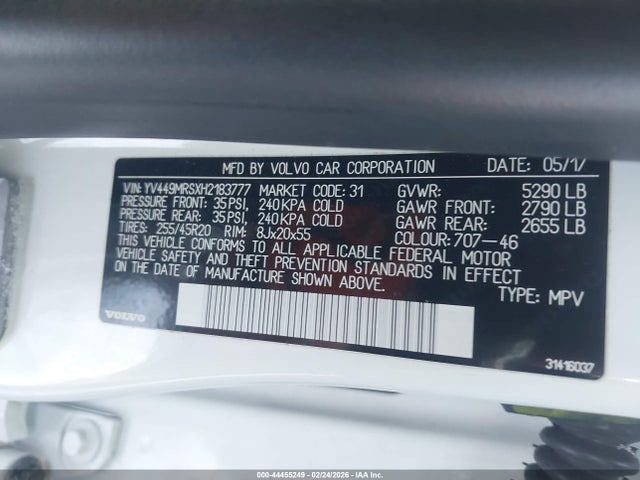 MFD BY VOLVO CAR CORPORATION DATE: 05/17
VIN: YV449MRSXH2183777 MARKET CODE: 31 GVWR: 5290 LB
PRESSURE FRONT: 35PSI, 240KPA COLD GAWR FRONT: 2790 LB
PRESSURE REAR: 35PSI, 240KPA COLD GAWR REAR: 2655 LB
TIRES: 255/45R20 RIM: 8Jx20x55 COLOUR: 707-46
THIS VEHICLE CONFORMS TO ALL APPLICABLE FEDERAL MOTOR
VEHICLE SAFETY AND THEFT PREVENTION STANDARDS IN EFFECT
ON THE DATE OF MANUFACTURE SHOWN ABOVE.
TYPE: MPV
VOLVO
31416037
000-44455249 - 02/24/2026 - IAA Inc.